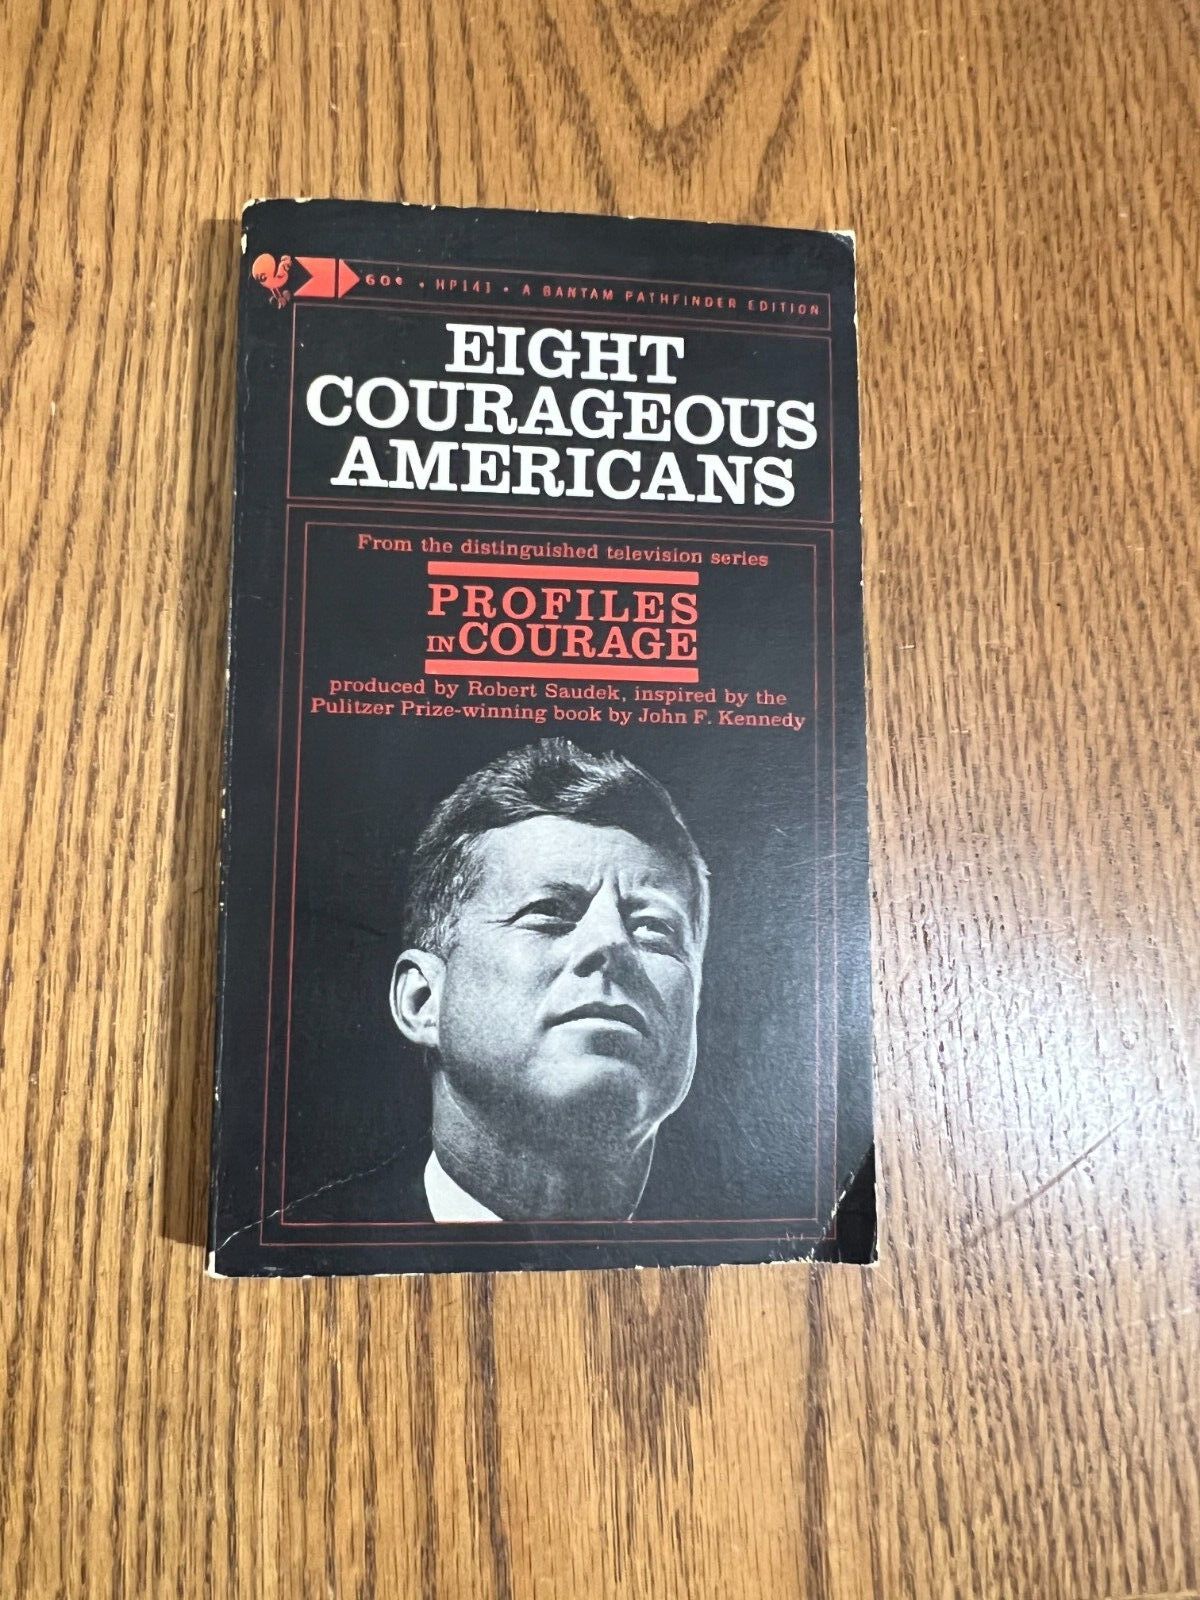 60¢ • HP141 • A BANTAM PATHFINDER EDITION
EIGHT
COURAGEOUS
AMERICANS
From the distinguished television series
PROFILES
IN COURAGE
produced by Robert Saudek, inspired by the
Pulitzer Prize-winning book by John F. Kennedy